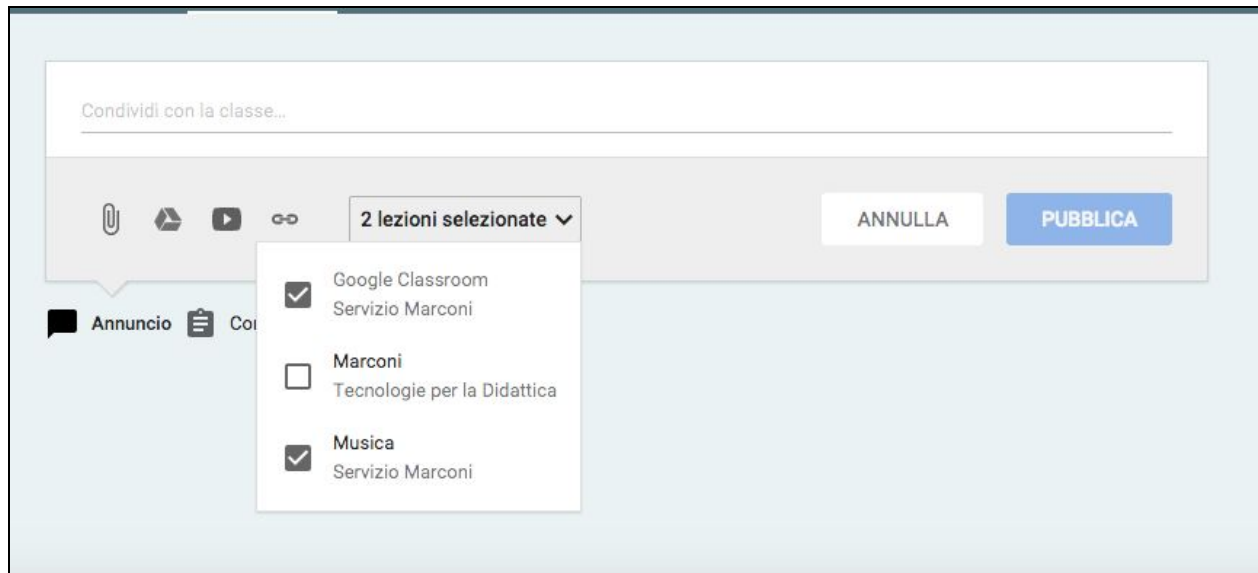 Condividi con la classe...
2 lezioni selezionate
ANNULLA
PUBBLICA
Google Classroom
Servizio Marconi
Annuncio
Marconi
Tecnologie per la Didattica
Musica
Servizio Marconi